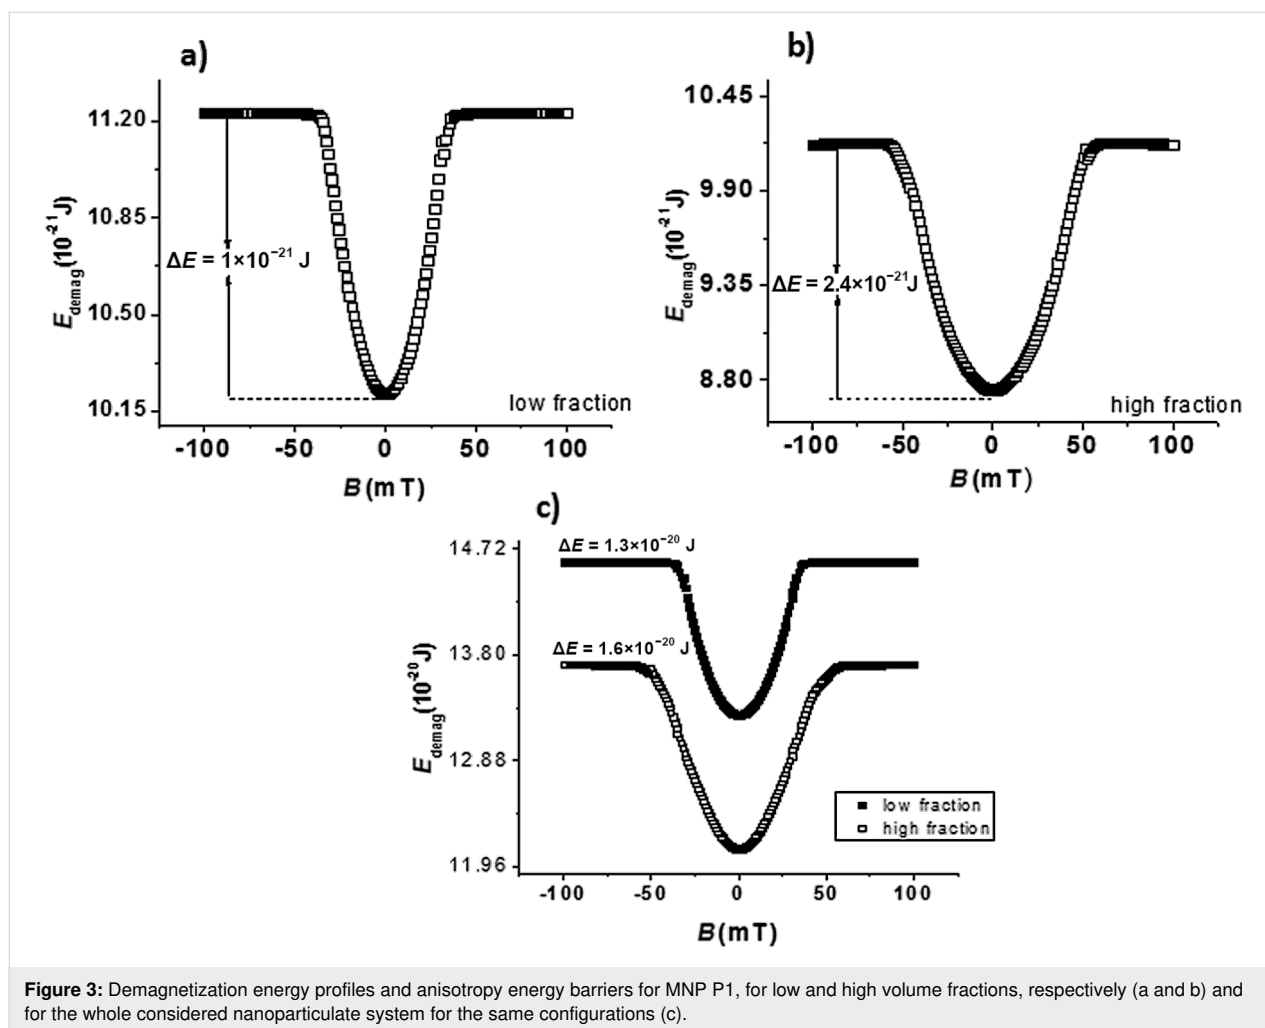 a)
11.20
10.85
10.50
10.15
E_demag(10^-21 J)
ΔE = 1×10^−21 J
low fraction
-100 -50 0 50 100
B (mT)
b)
10.45
9.90
9.35
8.80
E_demag(10^-21 J)
ΔE = 2.4×10^−21 J
high fraction
-100 -50 0 50 100
B (mT)
c)
14.72
13.80
12.88
11.96
E_demag(10^-20 J)
ΔE = 1.3×10^−20 J
ΔE = 1.6×10^−20 J
low fraction
high fraction
-100 -50 0 50 100
B (mT)
Figure 3: Demagnetization energy profiles and anisotropy energy barriers for MNP P1, for low and high volume fractions, respectively (a and b) and
for the whole considered nanoparticulate system for the same configurations (c).